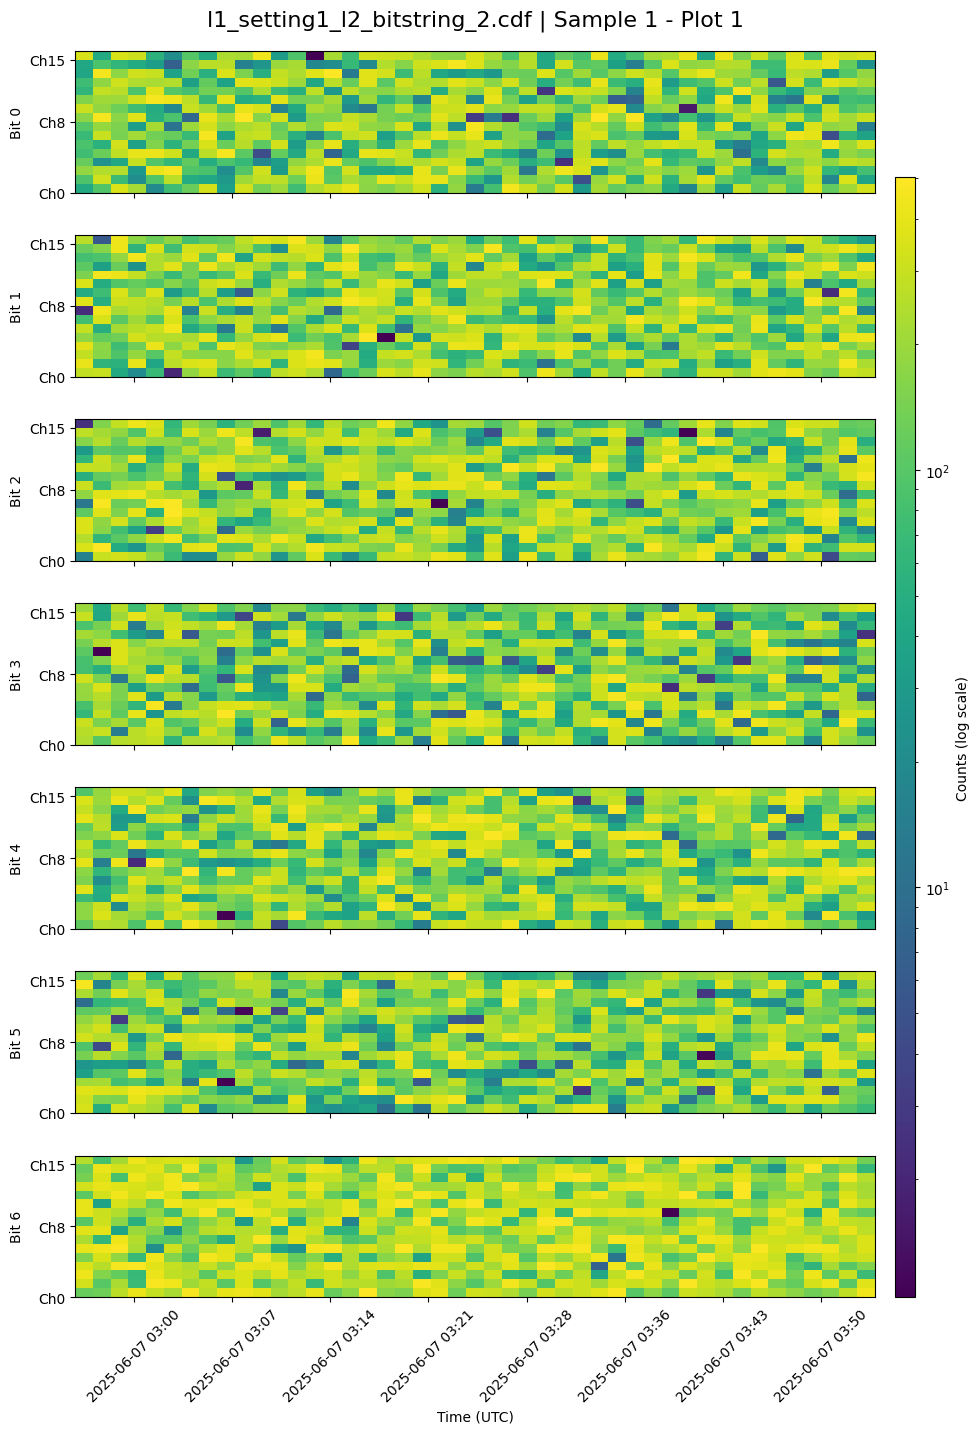 l1_setting1_l2_bitstring_2.cdf | Sample 1 - Plot 1
Ch15
Ch8
Ch0
Bit 0
Ch15
Ch8
Ch0
Bit 1
Ch15
Ch8
Ch0
Bit 2
Ch15
Ch8
Ch0
Bit 3
Ch15
Ch8
Ch0
Bit 4
Ch15
Ch8
Ch0
Bit 5
Ch15
Ch8
Ch0
Bit 6
2025-06-07 03:00
2025-06-07 03:07
2025-06-07 03:14
2025-06-07 03:21
2025-06-07 03:28
2025-06-07 03:36
2025-06-07 03:43
2025-06-07 03:50
Time (UTC)
10²
10¹
Counts (log scale)